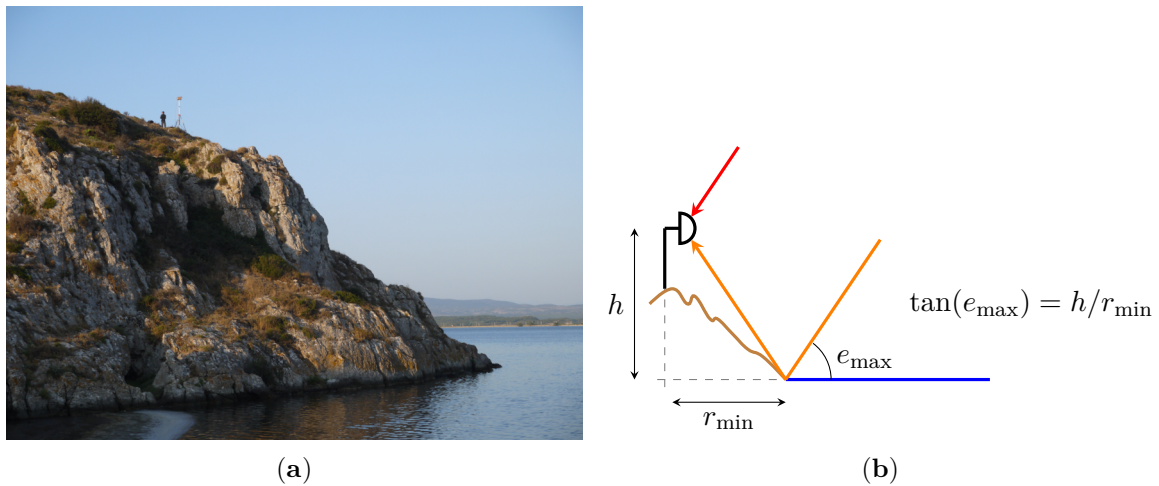 h
tan(e_max) = h/r_min
e_max
r_min
(a)
(b)